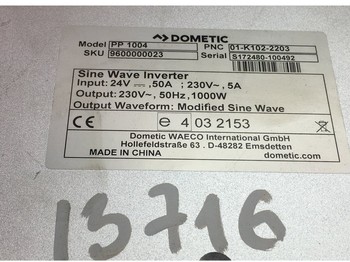 DOMETIC
Model PP 1004 PNC 01-K102-2203
SKU 9600000023 Serial S172480-100492
Sine Wave Inverter
Input: 24V ⎓,50A ; 230V~, 5A
Output: 230V~, 50Hz,1000W
Output Waveform: Modified Sine Wave
CE e 4 03 2153
Dometic WAECO International GmbH
Hollefeldstraße 63 . D-48282 Emsdetten
MADE IN CHINA dometic.com
13716